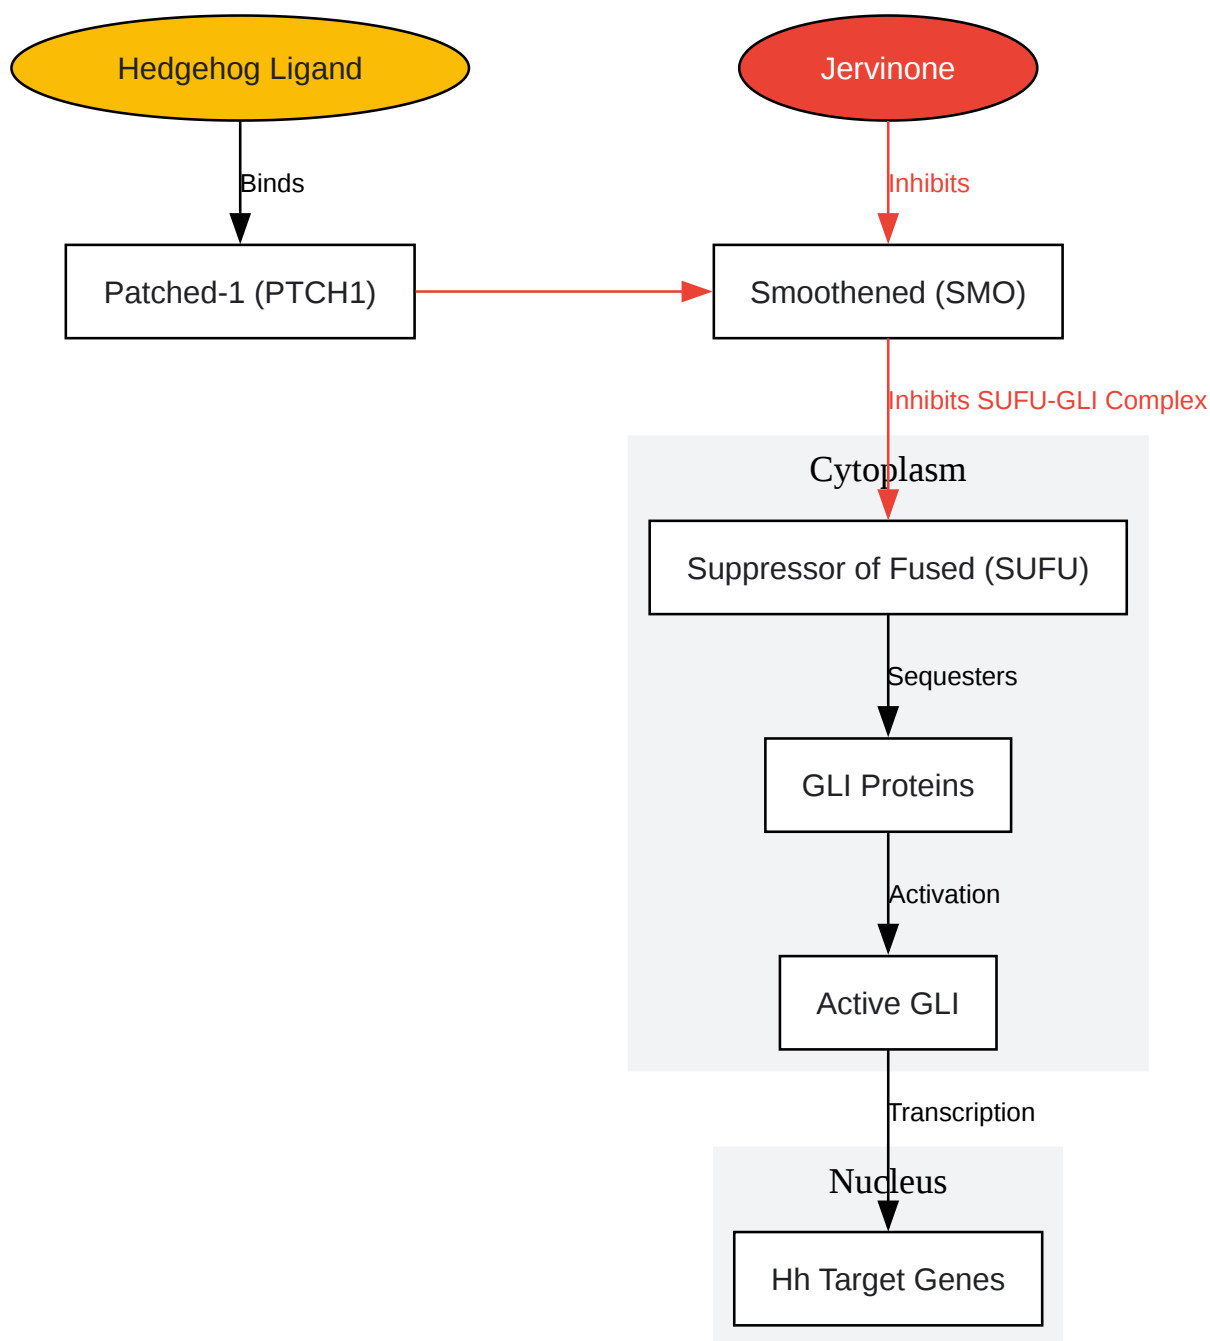 Hedgehog Ligand
Jervinone
Binds
Inhibits
Patched-1 (PTCH1)
Smoothened (SMO)
Inhibits SUFU-GLI Complex
Cytoplasm
Suppressor of Fused (SUFU)
Sequesters
GLI Proteins
Activation
Active GLI
Transcription
Nucleus
Hh Target Genes